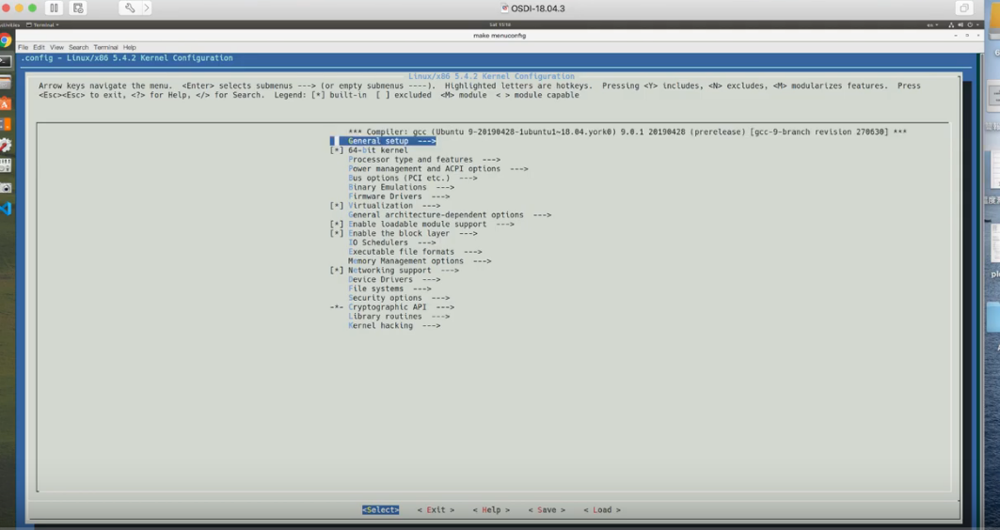 OSDI-18.04.3
Terminal
Sat 11:18
make menuconfig
File Edit View Search Terminal Help
.config - Linux/x86 5.4.2 Kernel Configuration
Linux/x86 5.4.2 Kernel Configuration
Arrow keys navigate the menu. <Enter> selects submenus ---> (or empty submenus ----). Highlighted letters are hotkeys. Pressing <Y> includes, <N> excludes, <M> modularizes features. Press
<Esc><Esc> to exit, <?> for Help, </> for Search. Legend: [*] built-in [ ] excluded <M> module < > module capable
*** Compiler: gcc (Ubuntu 9-20190428-1ubuntu1~18.04.york0) 9.0.1 20190428 (prerelease) [gcc-9-branch revision 270630] ***
General setup --->
[*] 64-bit kernel
Processor type and features --->
Power management and ACPI options --->
Bus options (PCI etc.) --->
Binary Emulations --->
Firmware Drivers --->
[*] Virtualization --->
General architecture-dependent options --->
[*] Enable loadable module support --->
[*] Enable the block layer --->
IO Schedulers --->
Executable file formats --->
Memory Management options --->
[*] Networking support --->
Device Drivers --->
File systems --->
Security options --->
-*- Cryptographic API --->
Library routines --->
Kernel hacking --->
<Select> < Exit > < Help > < Save > < Load >